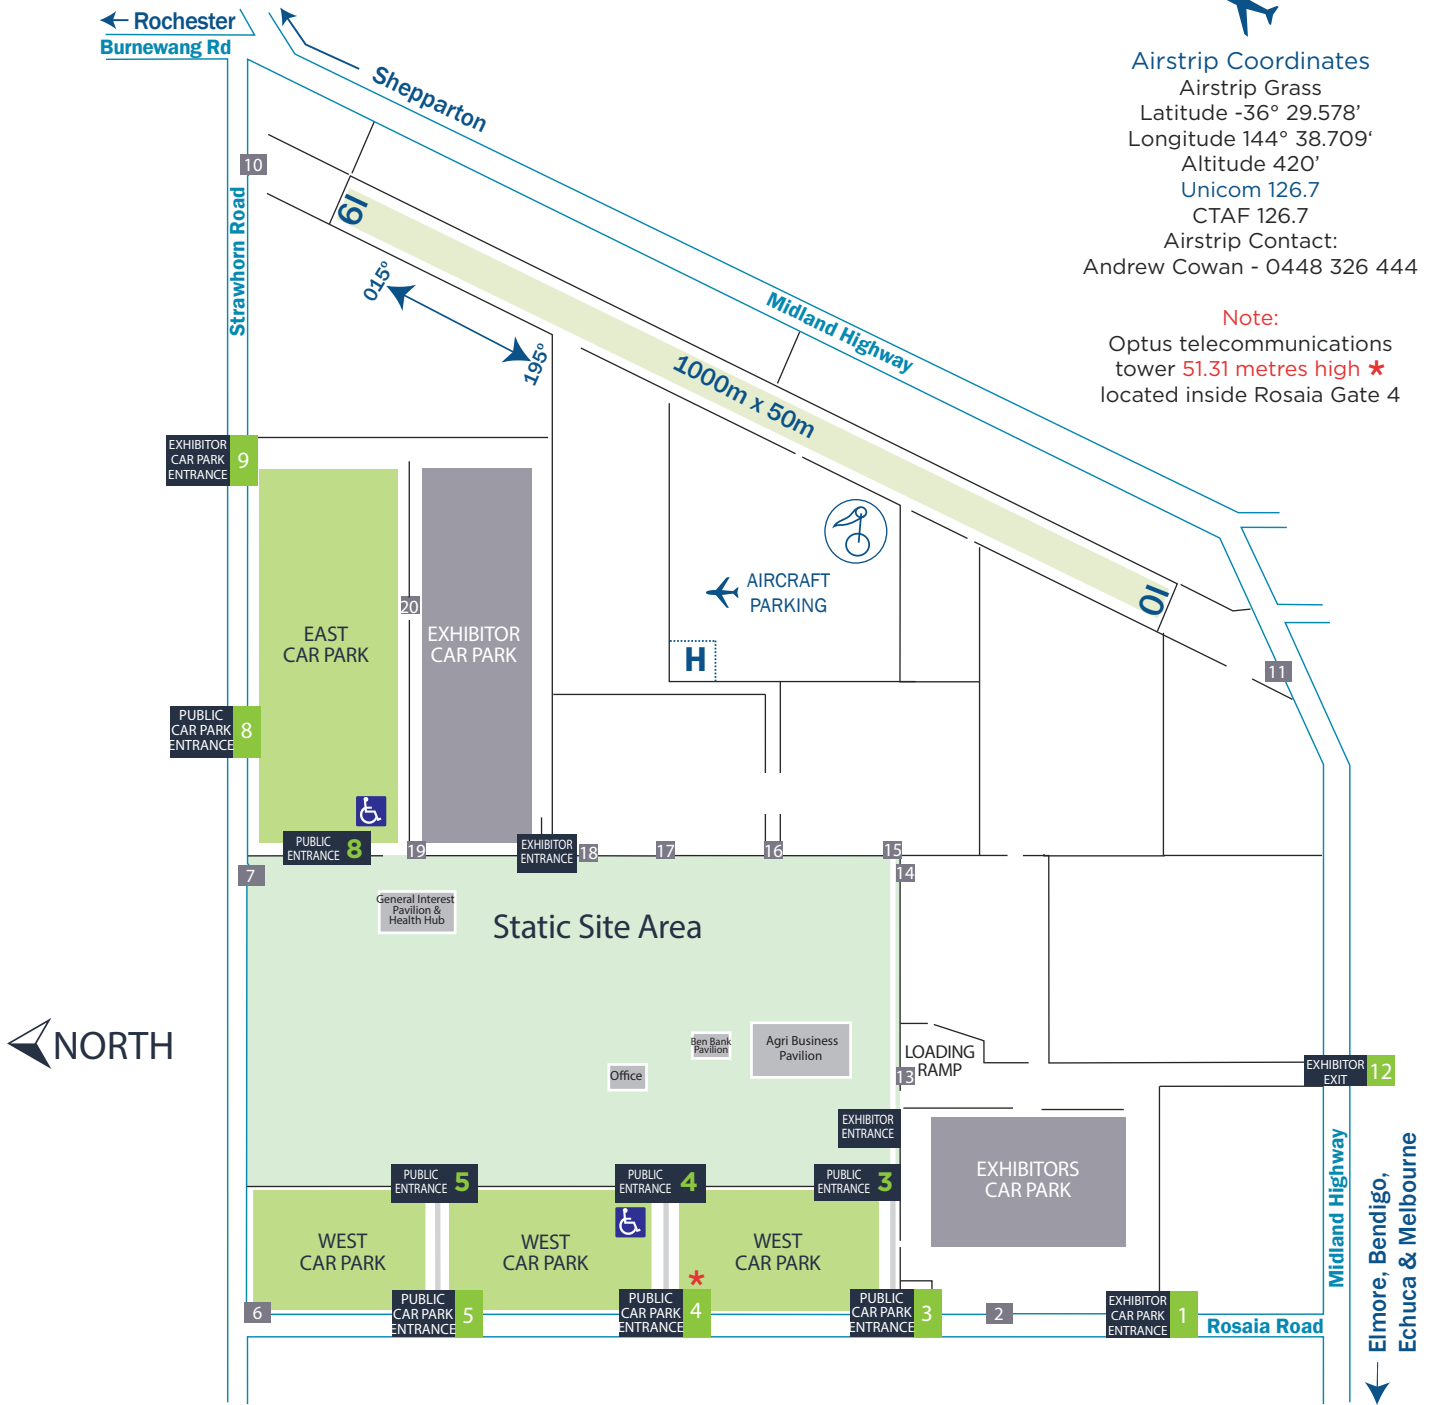 Rochester
Burnewang Rd
Shepparton
Airstrip Coordinates
Airstrip Grass
Latitude -36° 29.578’
Longitude 144° 38.709‘
Altitude 420’
Unicom 126.7
CTAF 126.7
Airstrip Contact:
Andrew Cowan - 0448 326 444
Note:
Optus telecommunications
tower 51.31 metres high *
located inside Rosaia Gate 4
10
Strawhorn Road
19
015°
195°
Midland Highway
1000m x 50m
EXHIBITOR
CAR PARK
ENTRANCE
9
AIRCRAFT
PARKING
01
20
EAST
CAR PARK
EXHIBITOR
CAR PARK
H
11
PUBLIC
CAR PARK
ENTRANCE
8
PUBLIC
ENTRANCE 8
19
EXHIBITOR
ENTRANCE
18
17
16
15
14
7
General Interest
Pavilion &
Health Hub
Static Site Area
NORTH
Ben Bank
Pavilion
Agri Business
Pavilion
Office
LOADING
RAMP
13
EXHIBITOR
EXIT
12
EXHIBITOR
ENTRANCE
PUBLIC
ENTRANCE 5
PUBLIC
ENTRANCE 4
PUBLIC
ENTRANCE 3
EXHIBITORS
CAR PARK
Midland Highway
Elmore, Bendigo,
Echuca & Melbourne
WEST
CAR PARK
WEST
CAR PARK
WEST
CAR PARK
*
6
PUBLIC
CAR PARK
ENTRANCE
5
PUBLIC
CAR PARK
ENTRANCE
4
PUBLIC
CAR PARK
ENTRANCE
3
2
EXHIBITOR
CAR PARK
ENTRANCE
1
Rosaia Road